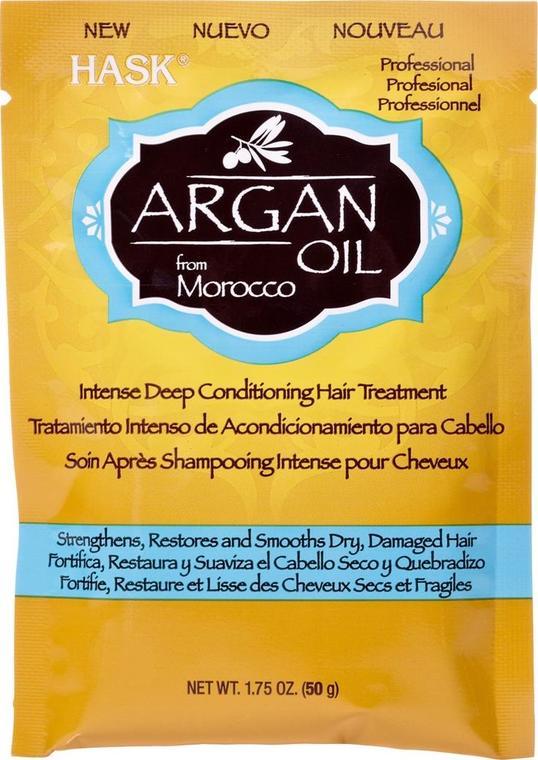 NEW NUEVO NOUVEAU
HASK®
Professional
Profesional
Professionnel
ARGAN
OIL
from
Morocco
Intense Deep Conditioning Hair Treatment
Tratamiento Intenso de Acondicionamiento para Cabello
Soin Après Shampooing Intense pour Cheveux
Strengthens, Restores and Smooths Dry, Damaged Hair
Fortifica, Restaura y Suaviza el Cabello Seco y Quebradizo
Fortifie, Restaure et Lisse des Cheveux Secs et Fragiles
NET WT. 1.75 OZ. (50 g)